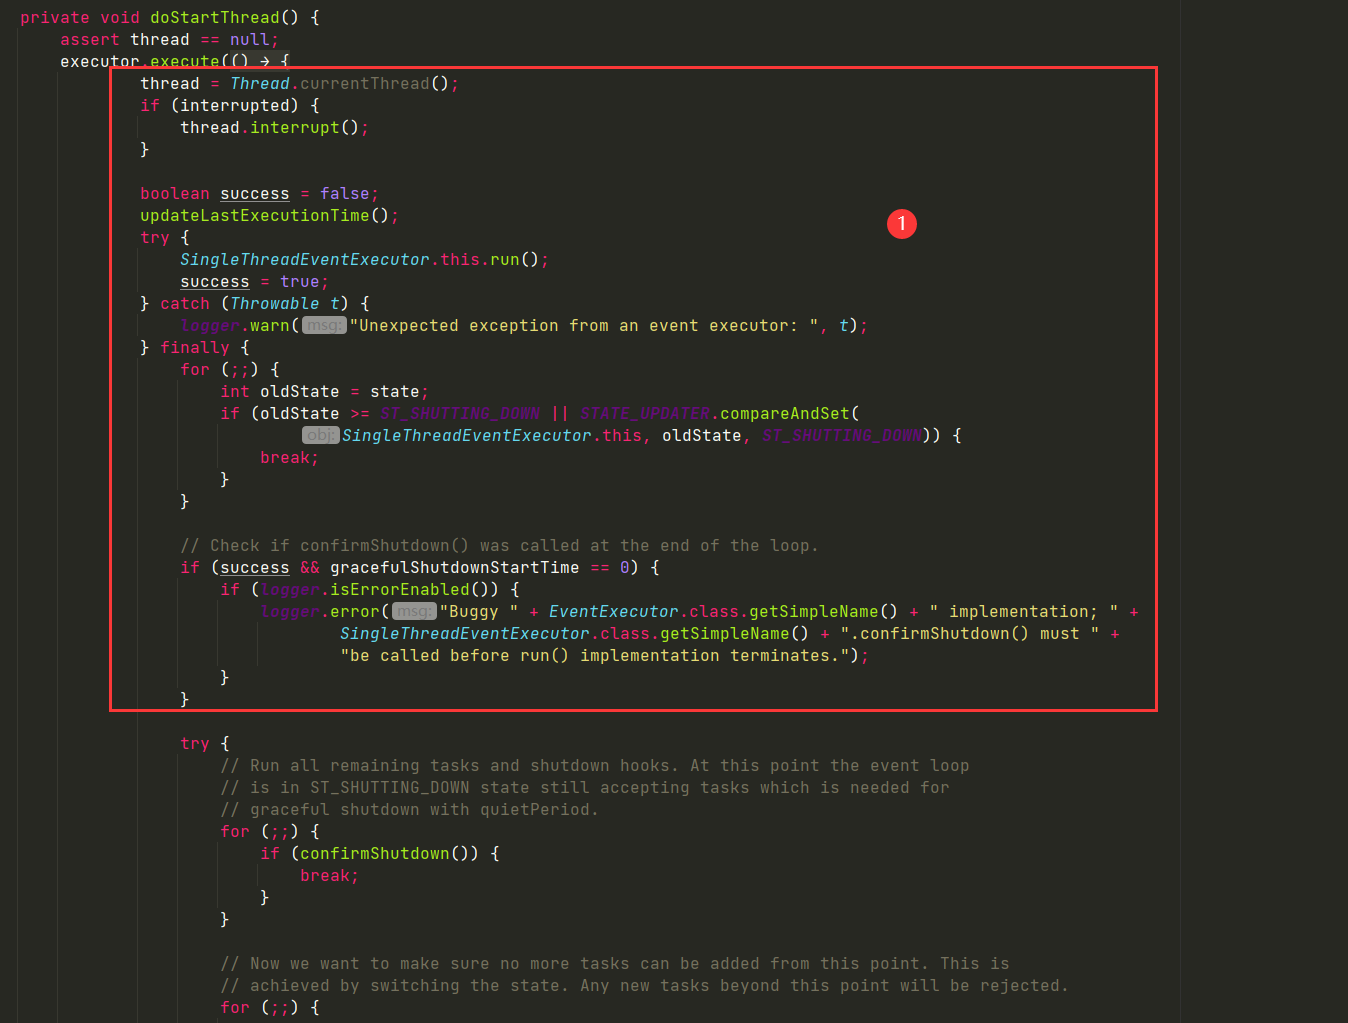 private void doStartThread() {
    assert thread == null;
    executor.execute(() → {
            thread = Thread.currentThread();
            if (interrupted) {
                thread.interrupt();
            }

            boolean success = false;
            updateLastExecutionTime();
            try {
                SingleThreadEventExecutor.this.run();
                success = true;
            } catch (Throwable t) {
                logger.warn( msg: "Unexpected exception from an event executor: ", t);
            } finally {
                for (;;) {
                    int oldState = state;
                    if (oldState >= ST_SHUTTING_DOWN || STATE_UPDATER.compareAndSet(
                            obj: SingleThreadEventExecutor.this, oldState, ST_SHUTTING_DOWN)) {
                        break;
                    }
                }

                // Check if confirmShutdown() was called at the end of the loop.
                if (success && gracefulShutdownStartTime == 0) {
                    if (logger.isErrorEnabled()) {
                        logger.error( msg: "Buggy " + EventExecutor.class.getSimpleName() + " implementation; " +
                                SingleThreadEventExecutor.class.getSimpleName() + ".confirmShutdown() must " +
                                "be called before run() implementation terminates.");
                    }
                }

                try {
                    // Run all remaining tasks and shutdown hooks. At this point the event loop
                    // is in ST_SHUTTING_DOWN state still accepting tasks which is needed for
                    // graceful shutdown with quietPeriod.
                    for (;;) {
                        if (confirmShutdown()) {
                            break;
                        }
                    }

                    // Now we want to make sure no more tasks can be added from this point. This is
                    // achieved by switching the state. Any new tasks beyond this point will be rejected.
                    for (;;) {
1